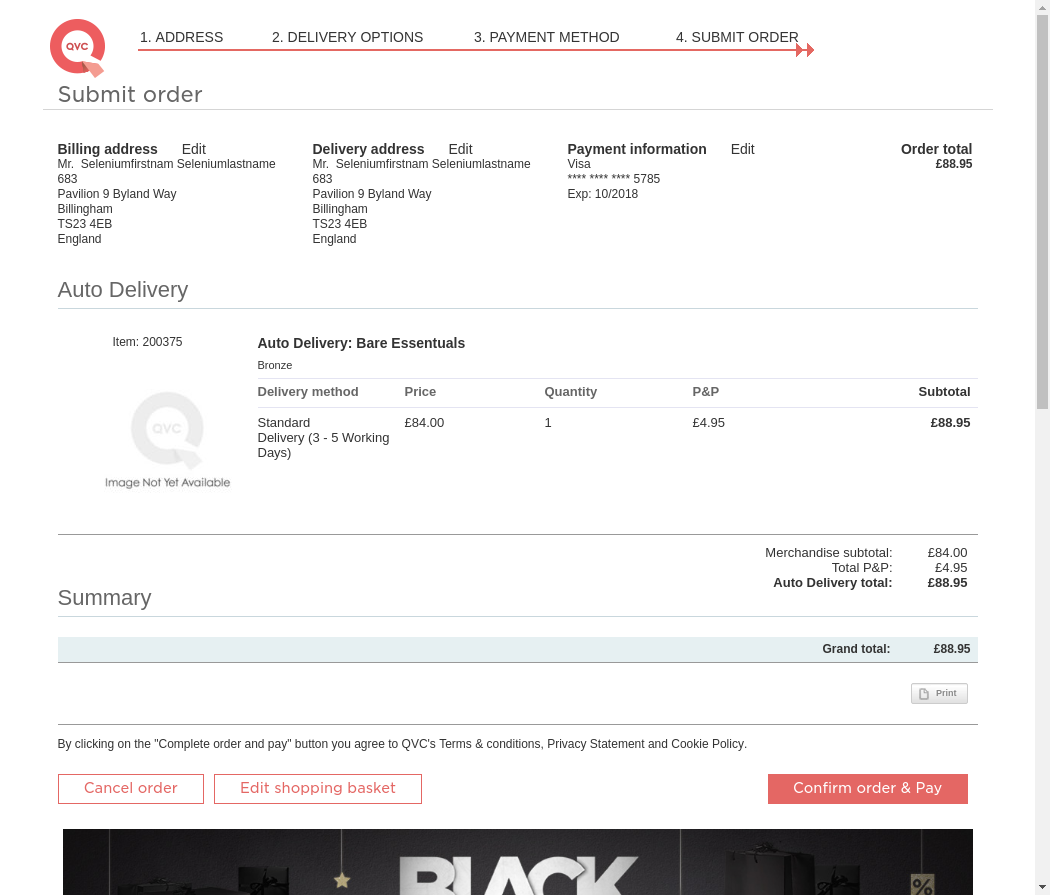 QVC
1. ADDRESS 2. DELIVERY OPTIONS 3. PAYMENT METHOD 4. SUBMIT ORDER
Submit order
Billing address Edit
Mr.  Seleniumfirstnam Seleniumlastname
683
Pavilion 9 Byland Way
Billingham
TS23 4EB
England
Delivery address Edit
Mr.  Seleniumfirstnam Seleniumlastname
683
Pavilion 9 Byland Way
Billingham
TS23 4EB
England
Payment information Edit
Visa
**** **** **** 5785
Exp: 10/2018
Order total
£88.95
Auto Delivery
Item: 200375
QVC
Image Not Yet Available
Auto Delivery: Bare Essentuals
Bronze
Delivery method Price Quantity P&P Subtotal
Standard £84.00 1 £4.95 £88.95
Delivery (3 - 5 Working
Days)
Merchandise subtotal: £84.00
Total P&P: £4.95
Auto Delivery total: £88.95
Summary
Grand total: £88.95
Print
By clicking on the "Complete order and pay" button you agree to QVC's Terms & conditions, Privacy Statement and Cookie Policy.
Cancel order Edit shopping basket Confirm order & Pay
BLACK
%